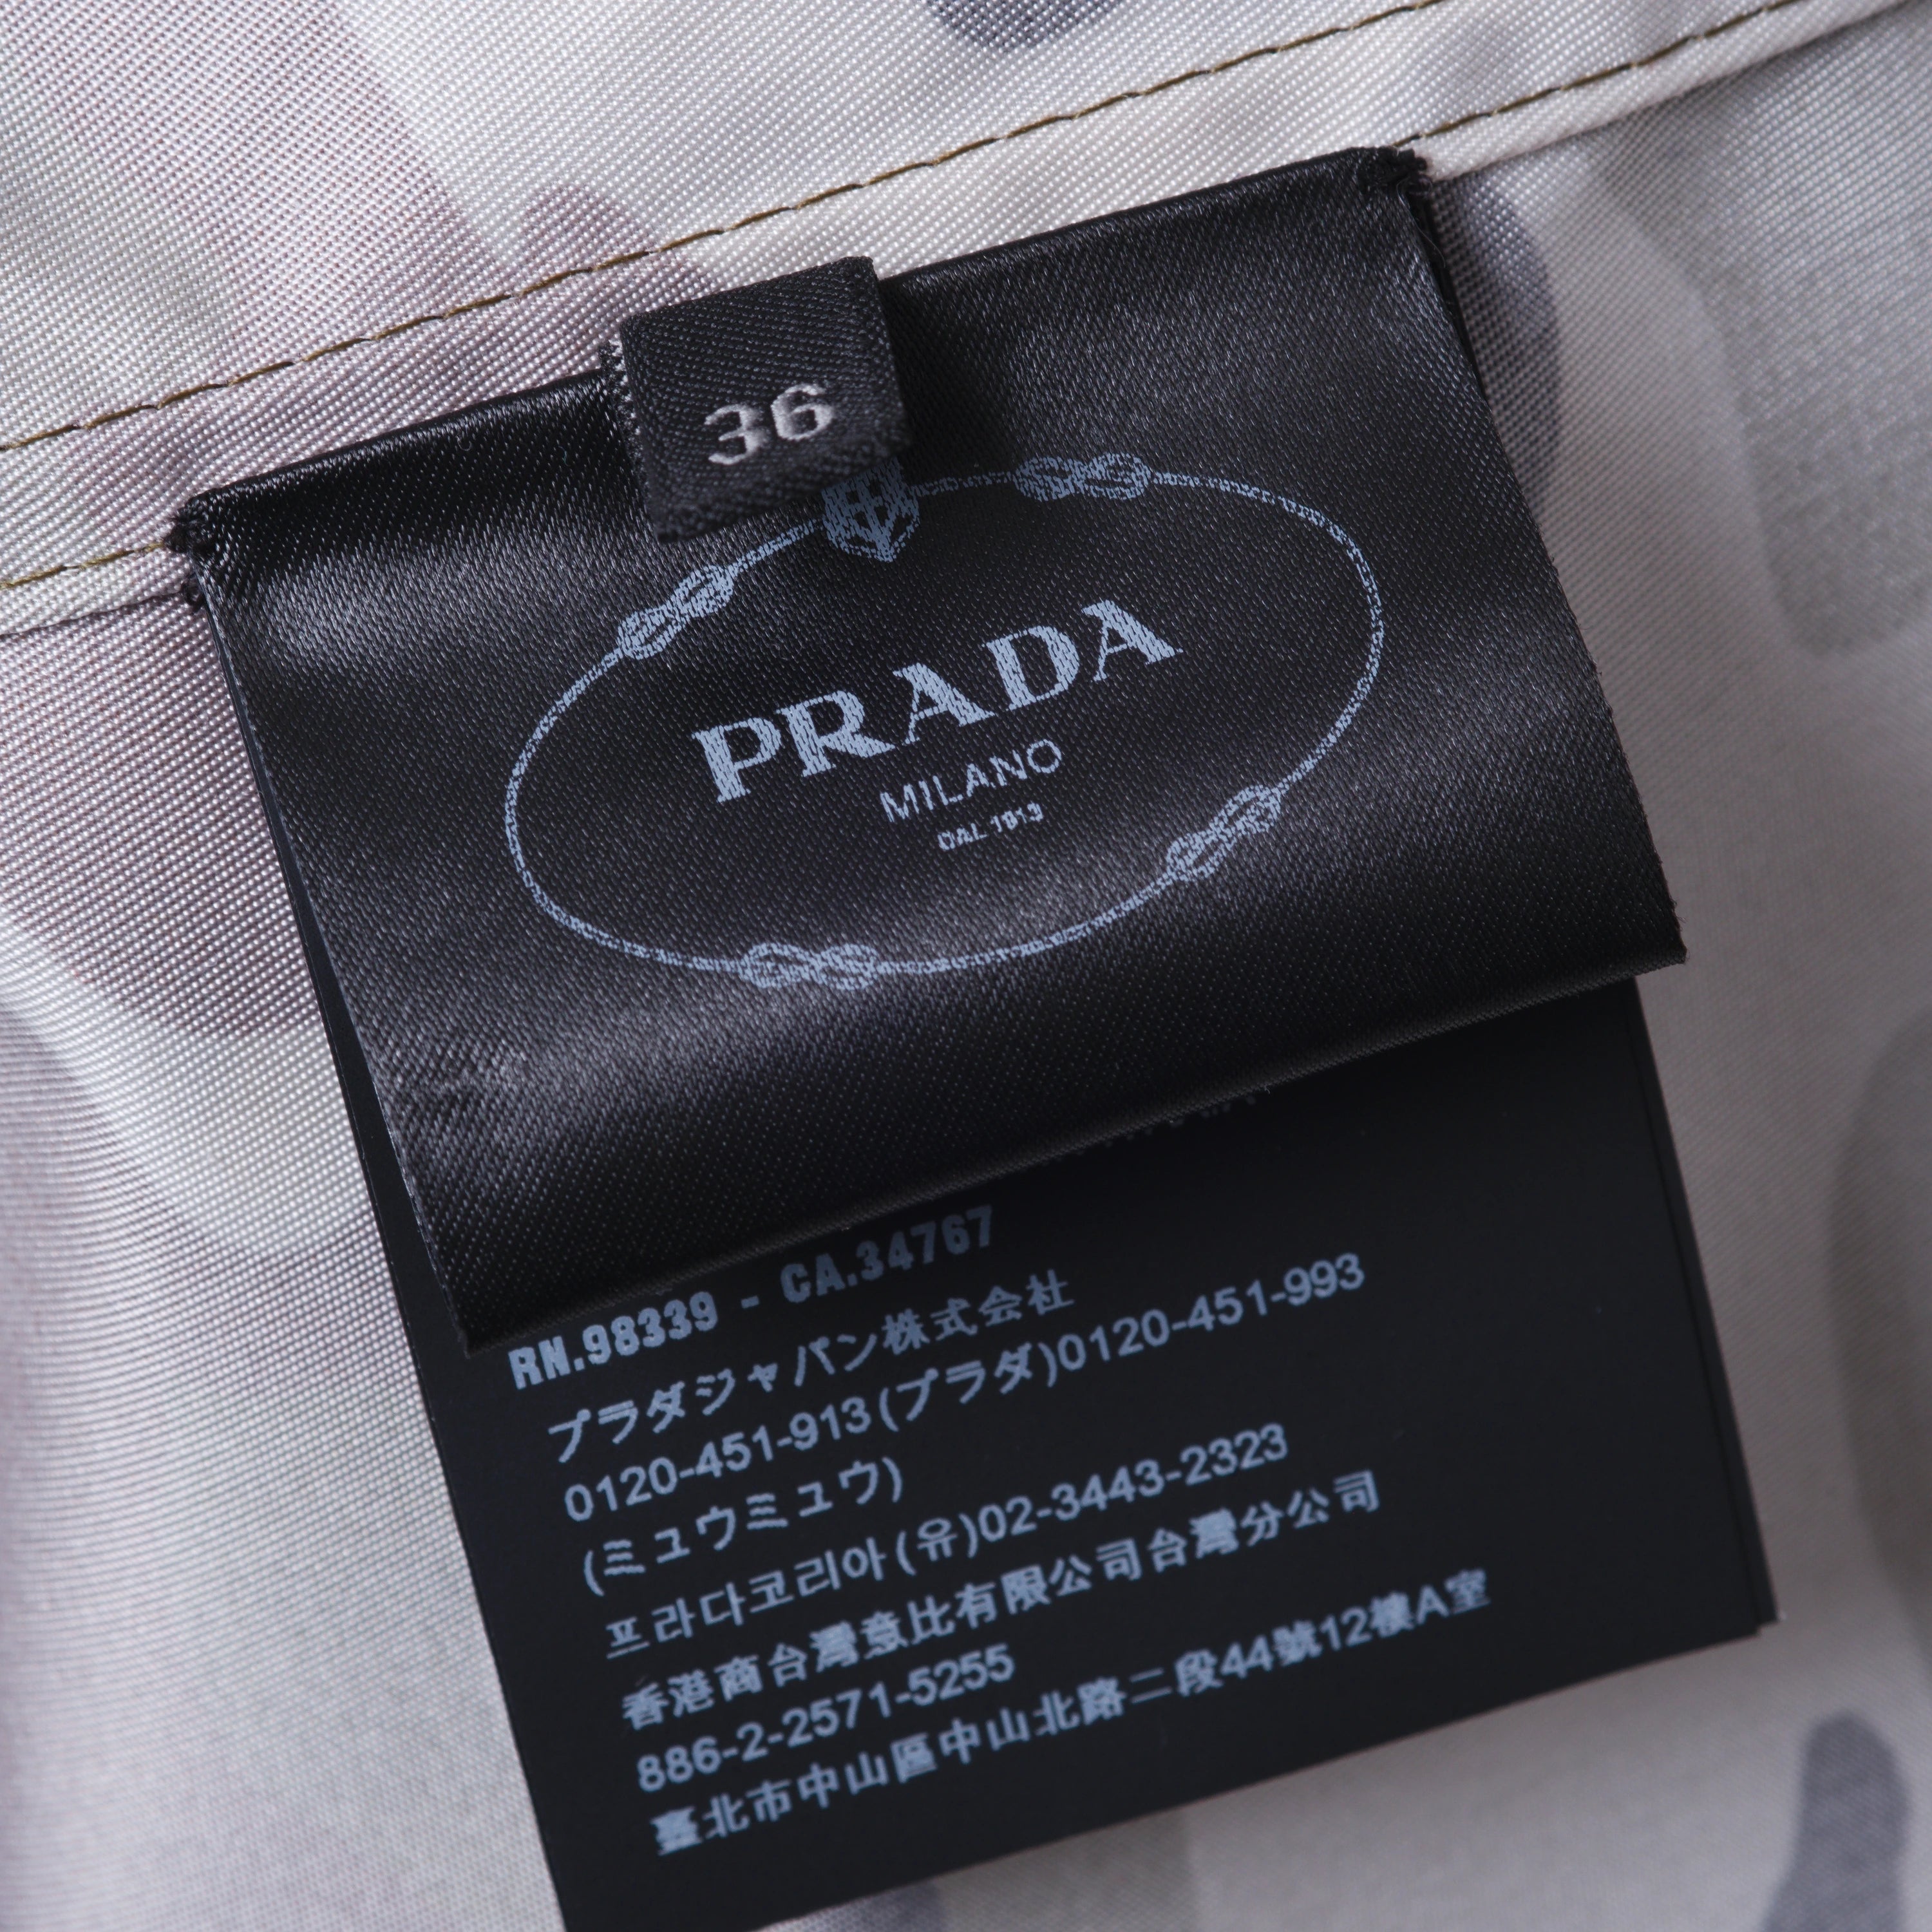 36
PRADA
MILANO
DAL 1913
RN.98339 - CA.34767
プラダジャパン株式会社
0120-451-913(プラダ)0120-451-993
(ミュウミュウ)
프라다코리아(유)02-3443-2323
香港商台灣意比有限公司台灣分公司
886-2-2571-5255
臺北市中山區中山北路二段44號12樓A室